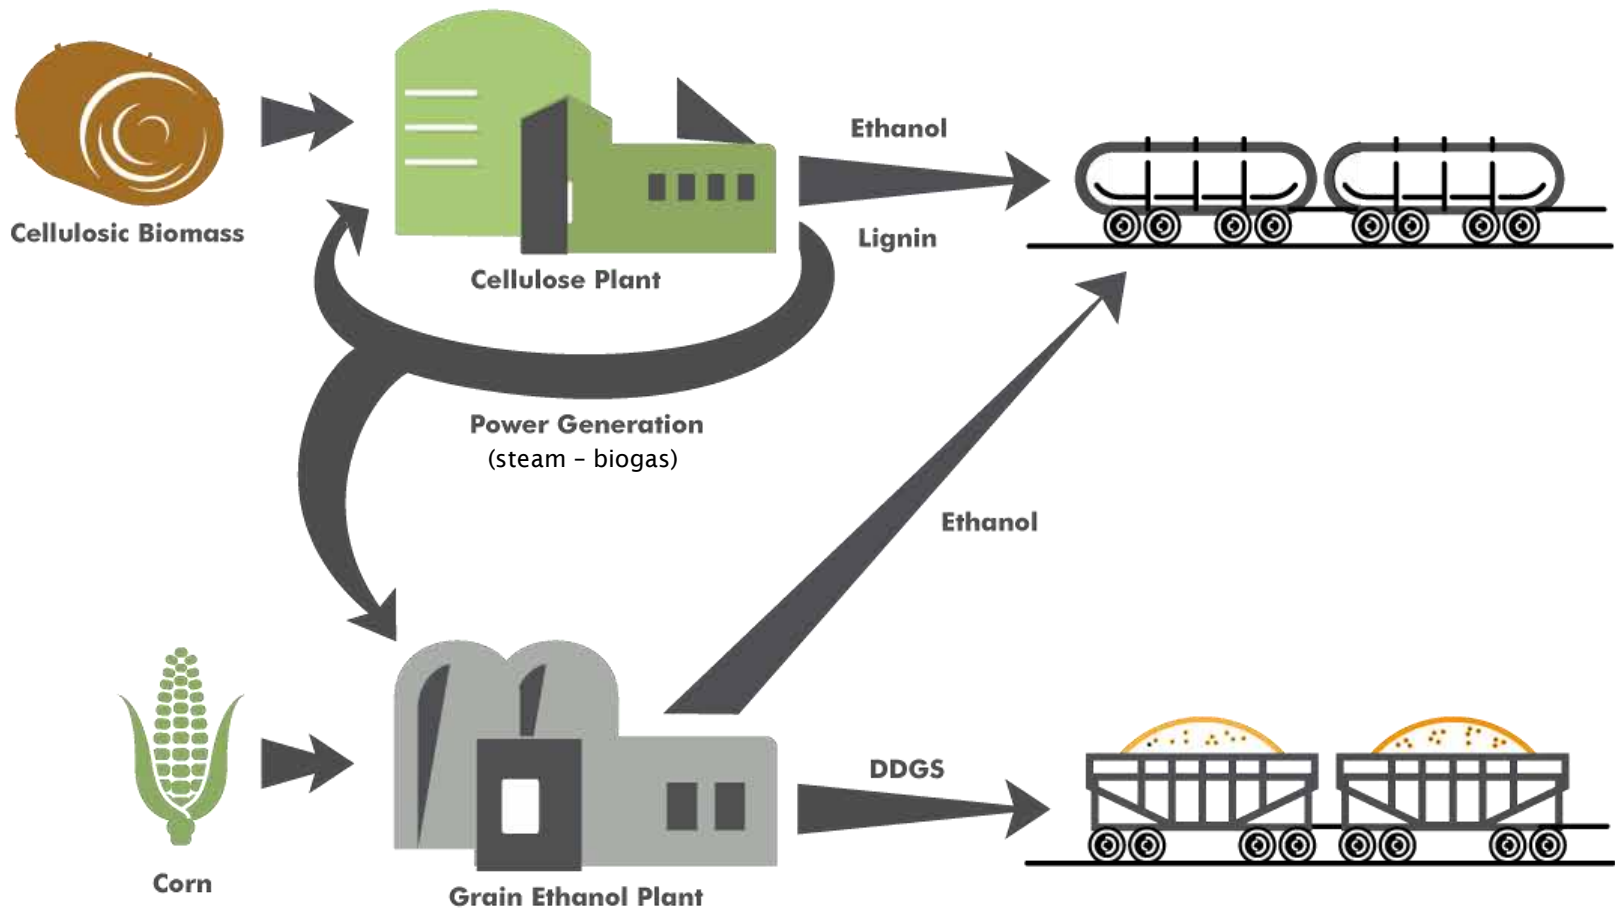 Ethanol
Cellulosic Biomass
Lignin
Cellulose Plant
Power Generation
(steam – biogas)
Ethanol
DDGS
Corn
Grain Ethanol Plant